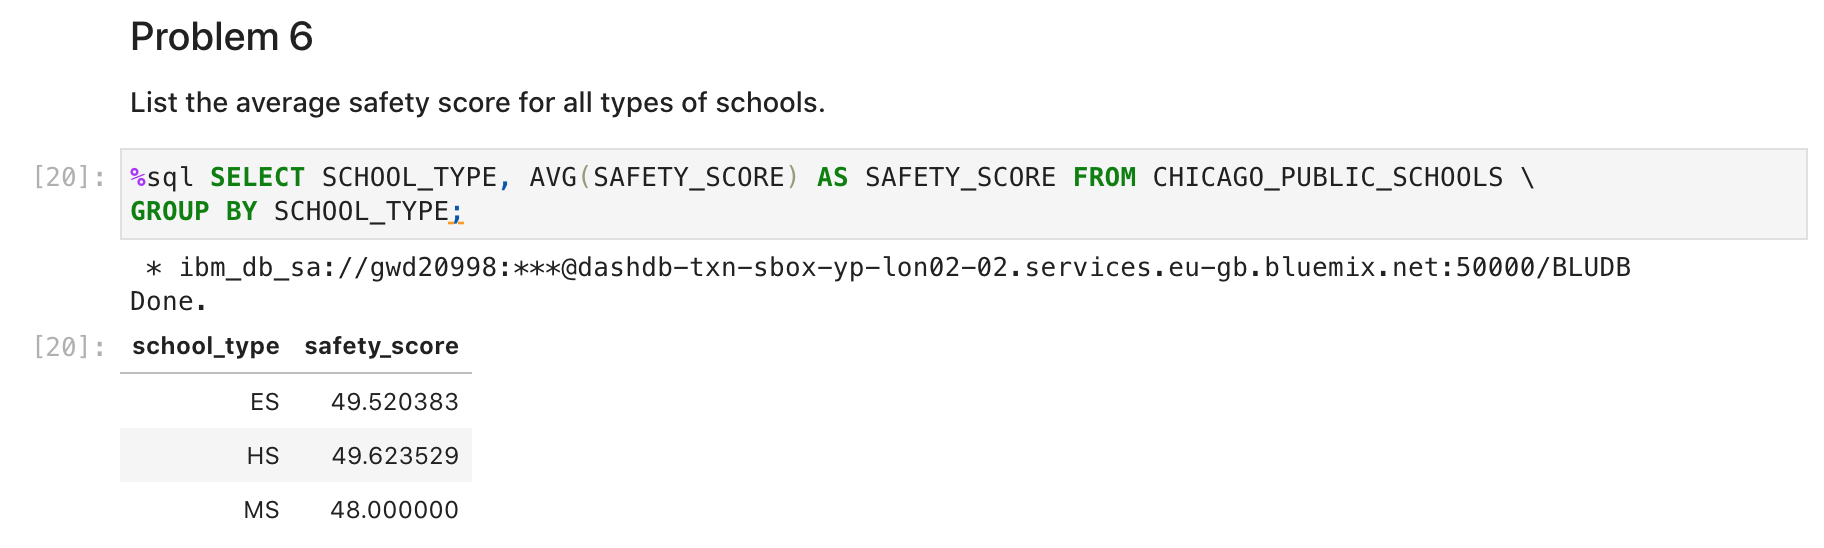 Problem 6
List the average safety score for all types of schools.
[20]: %sql SELECT SCHOOL_TYPE, AVG(SAFETY_SCORE) AS SAFETY_SCORE FROM CHICAGO_PUBLIC_SCHOOLS \
GROUP BY SCHOOL_TYPE;
* ibm_db_sa://gwd20998:***@dashdb-txn-sbox-yp-lon02-02.services.eu-gb.bluemix.net:50000/BLUDB
Done.
[20]: school_type safety_score
ES 49.520383
HS 49.623529
MS 48.000000